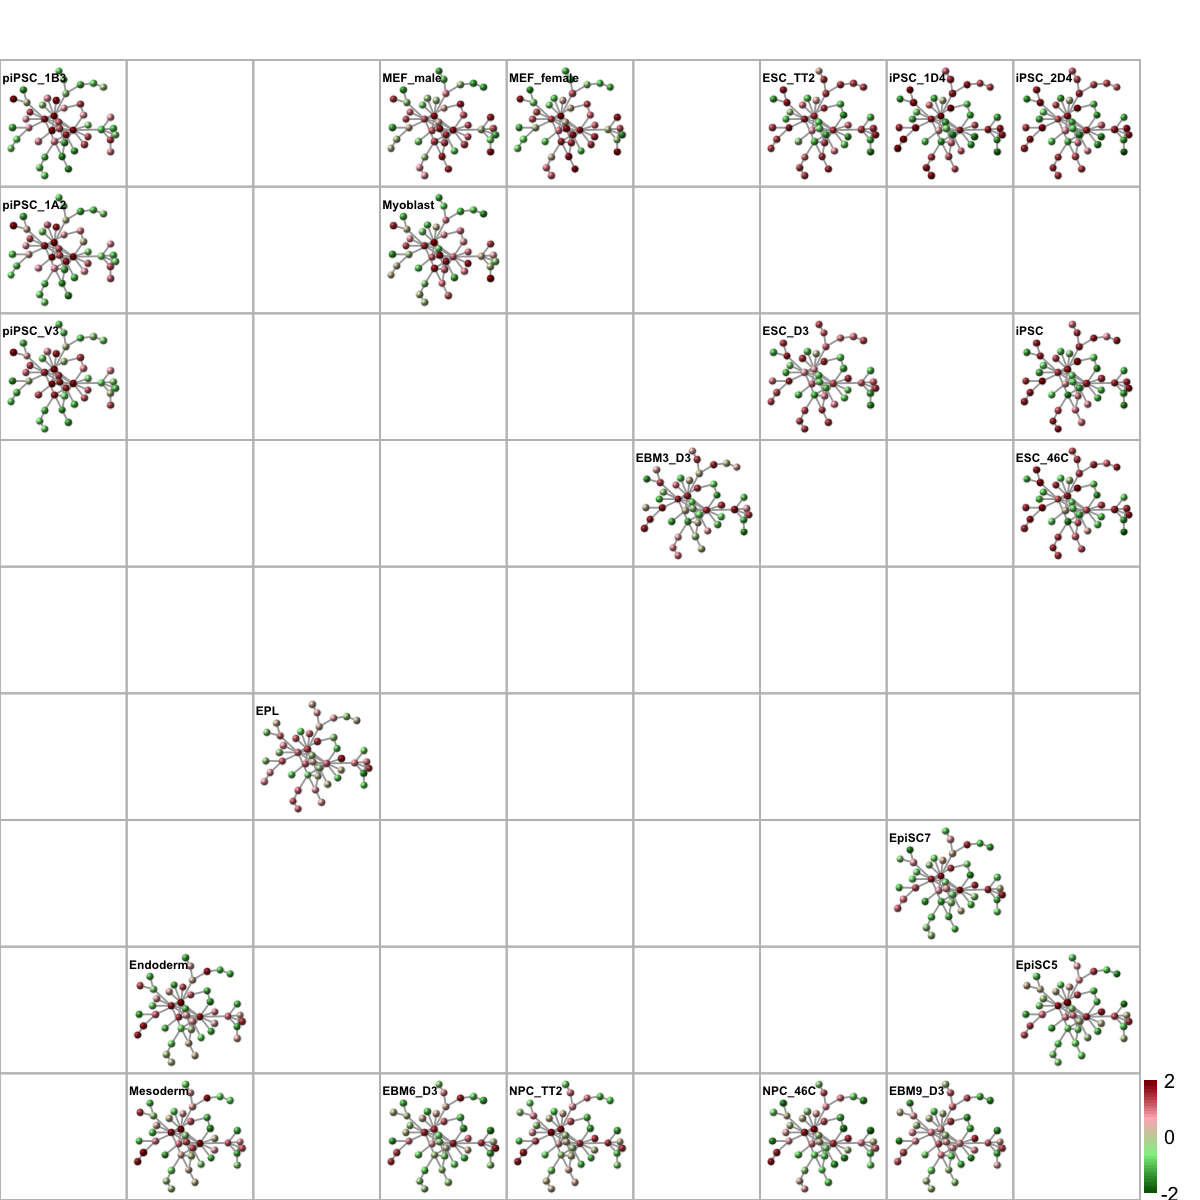 piPSC_1B3
MEF_male
MEF_female
ESC_TT2
iPSC_1D4
iPSC_2D4
piPSC_1A2
Myoblast
piPSC_V3
ESC_D3
iPSC
EBM3_D3
ESC_46C
EPL
EpiSC7
Endoderm
EpiSC5
Mesoderm
EBM6_D3
NPC_TT2
NPC_46C
EBM9_D3
2
0
-2